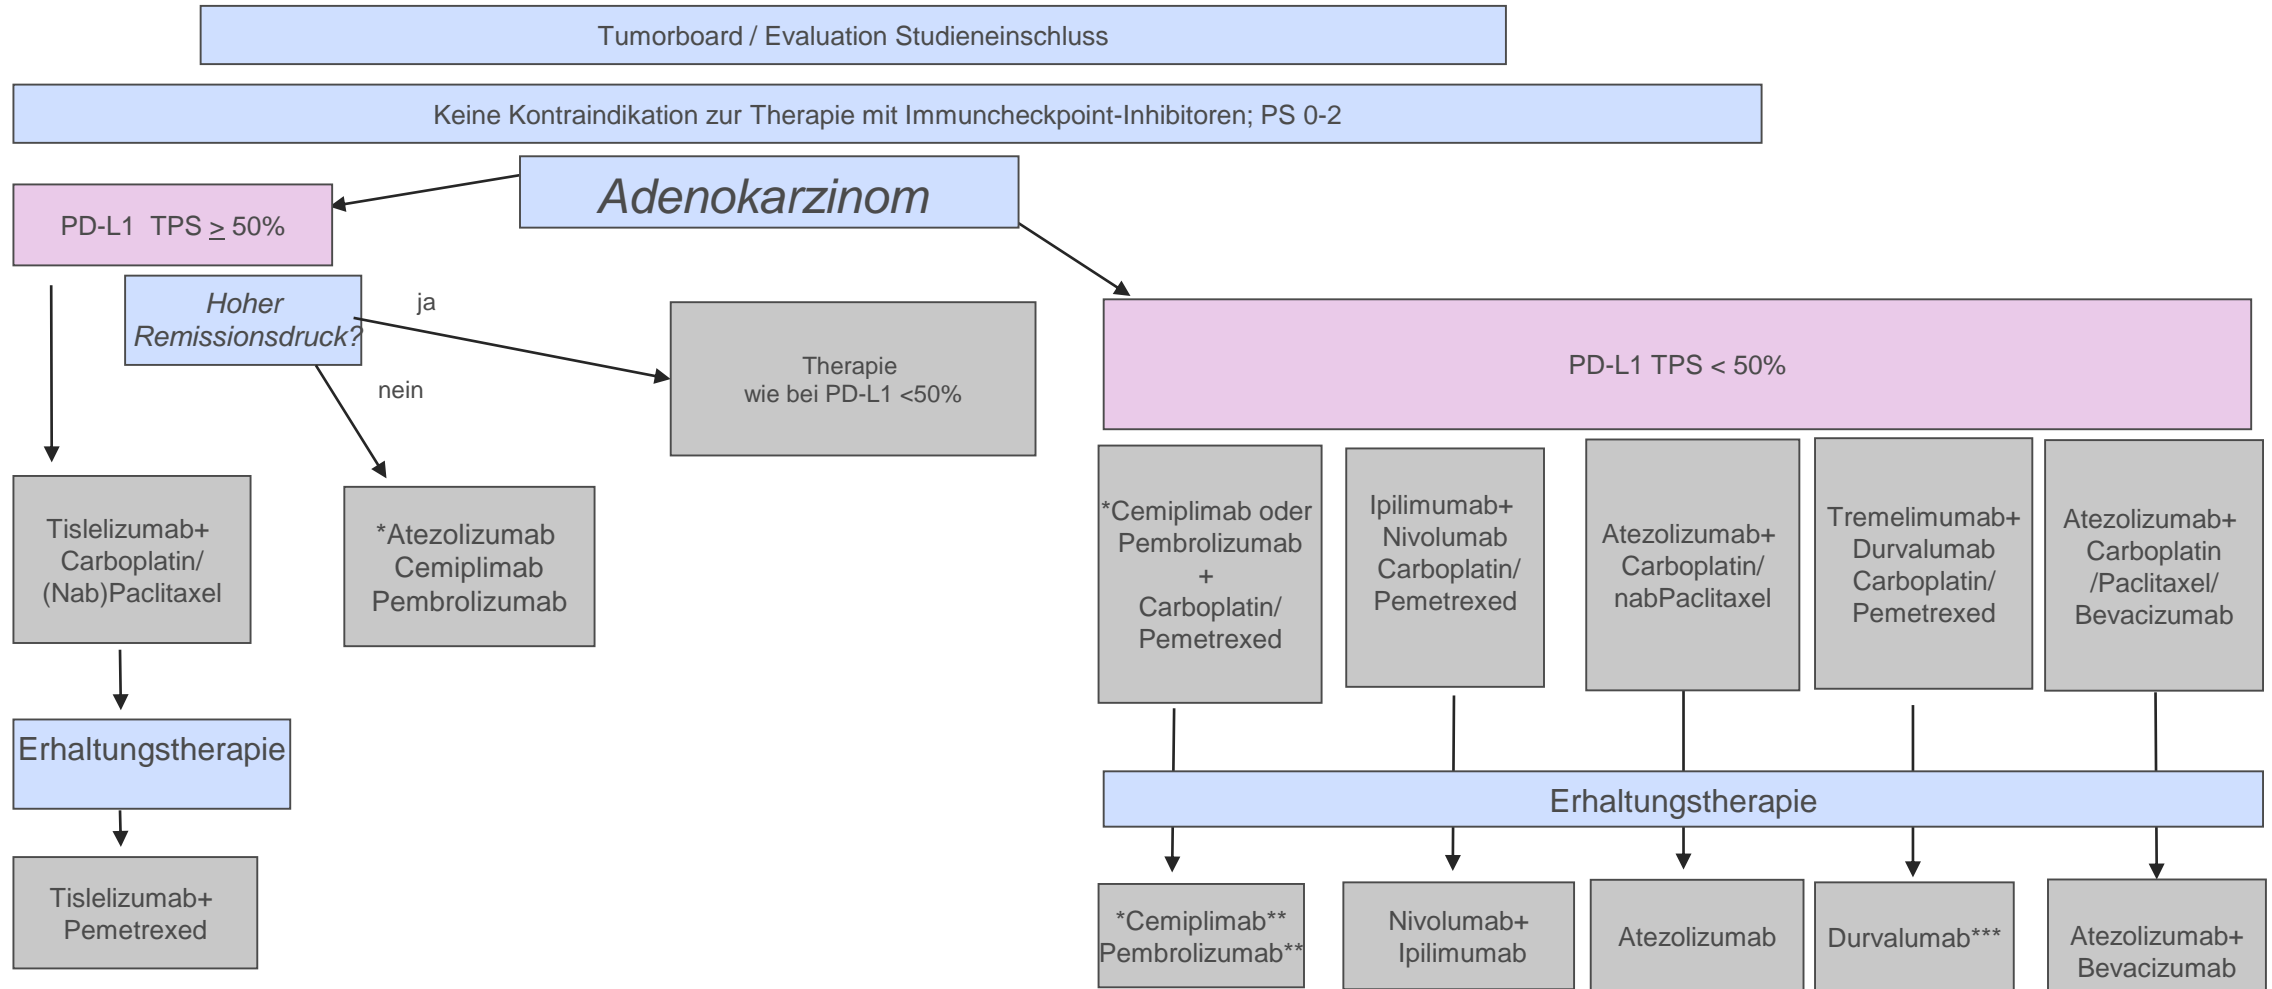 Tumorboard / Evaluation Studieneinschluss
Keine Kontraindikation zur Therapie mit Immuncheckpoint-Inhibitoren; PS 0-2
Adenokarzinom
PD-L1 TPS ≥ 50%
Hoher
Remissionsdruck?
ja
nein
Therapie
wie bei PD-L1 <50%
PD-L1 TPS < 50%
Tislelizumab+
Carboplatin/
(Nab)Paclitaxel
*Atezolizumab
Cemiplimab
Pembrolizumab
*Cemiplimab oder
Pembrolizumab
+
Carboplatin/
Pemetrexed
Ipilimumab+
Nivolumab
Carboplatin/
Pemetrexed
Atezolizumab+
Carboplatin/
nabPaclitaxel
Tremelimumab+
Durvalumab
Carboplatin/
Pemetrexed
Atezolizumab+
Carboplatin
/Paclitaxel/
Bevacizumab
Erhaltungstherapie
Erhaltungstherapie
Tislelizumab+
Pemetrexed
*Cemiplimab**
Pembrolizumab**
Nivolumab+
Ipilimumab
Atezolizumab
Durvalumab***
Atezolizumab+
Bevacizumab